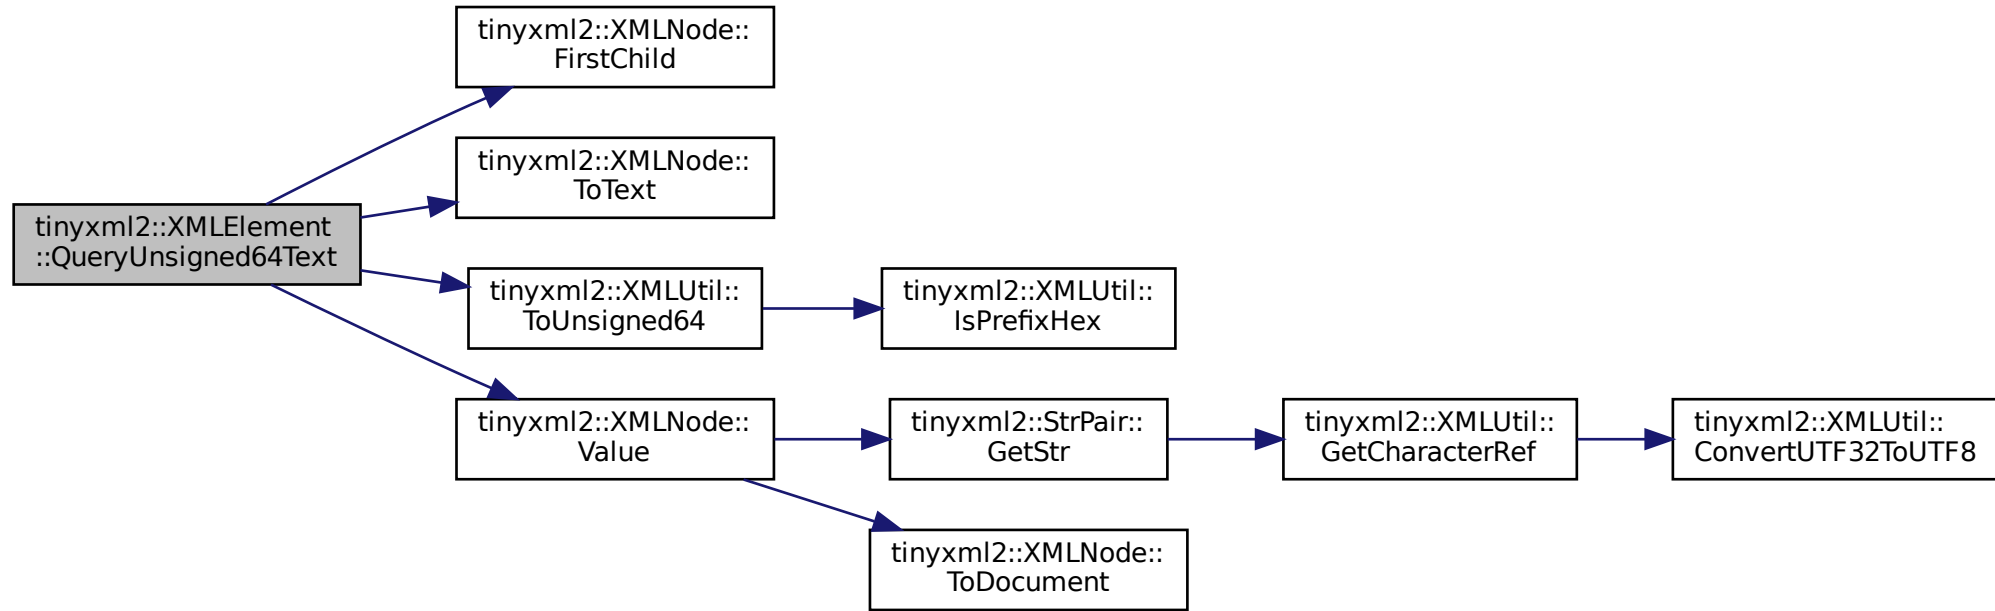 tinyxml2::XMLNode::
FirstChild
tinyxml2::XMLNode::
ToText
tinyxml2::XMLElement
::QueryUnsigned64Text
tinyxml2::XMLUtil::
ToUnsigned64
tinyxml2::XMLUtil::
IsPrefixHex
tinyxml2::XMLNode::
Value
tinyxml2::StrPair::
GetStr
tinyxml2::XMLUtil::
GetCharacterRef
tinyxml2::XMLUtil::
ConvertUTF32ToUTF8
tinyxml2::XMLNode::
ToDocument